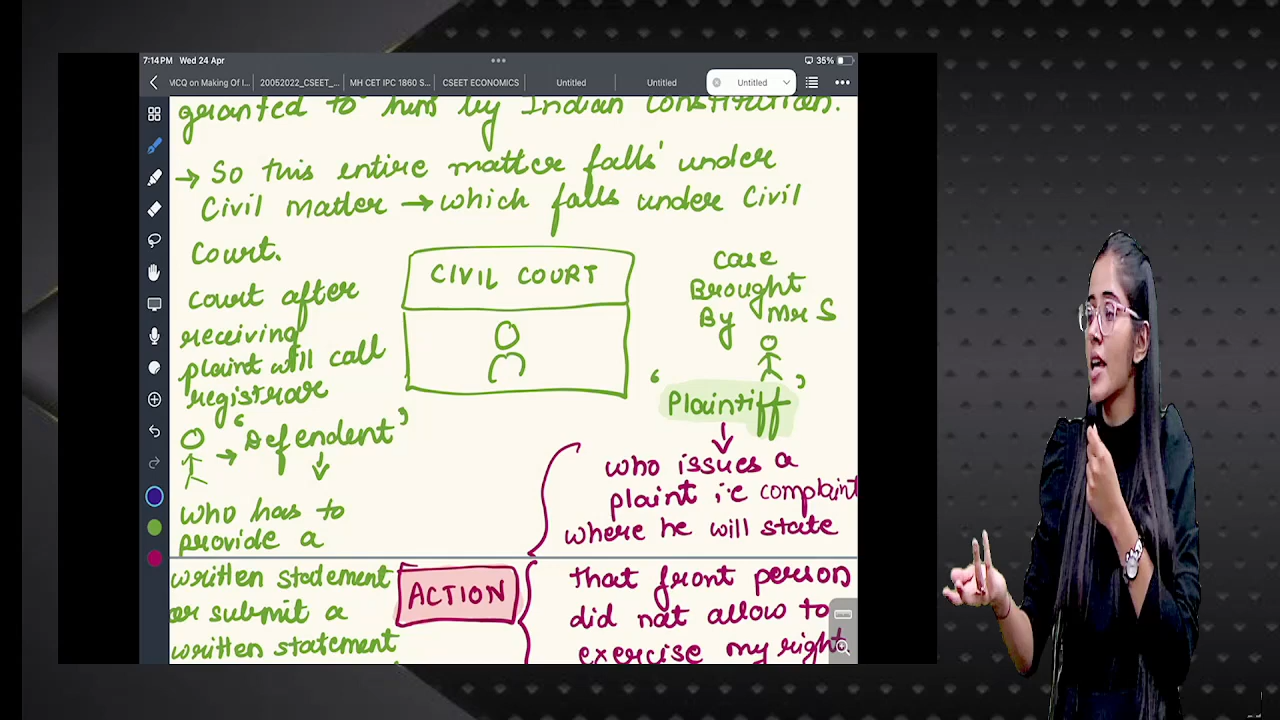 7:14 PM Wed 24 Apr
35%
MCQ on Making Of I... 20052022_CSEET_... MH CET IPC 1860 S... CSEET ECONOMICS Untitled Untitled Untitled
granted to him by Indian Constitution.
→ So this entire matter falls under
Civil Matter → which falls under Civil
Court.
Court after
receiving
plaint will call
registrar
→ 'Defendent'
who has to
provide a
written statement
or submit a
written statement
CIVIL COURT
Case
Brought
By Mr S
'Plaintiff'
who issues a
plaint i.e complaint
where he will state
ACTION
that front person
did not allow to
exercise my right